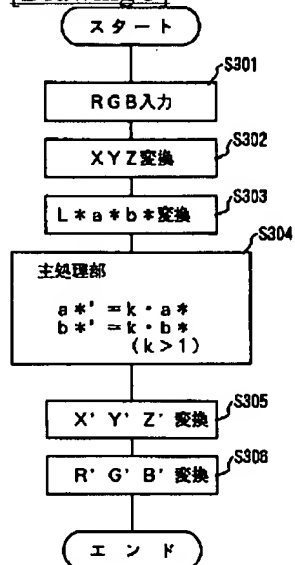 スタート
S301
RGB入力
S302
XYZ変換
S303
L*a*b*変換
S304
主処理部
a*' = k・a*
b*' = k・b*
(k>1)
S305
X' Y' Z' 変換
S306
R' G' B' 変換
エンド